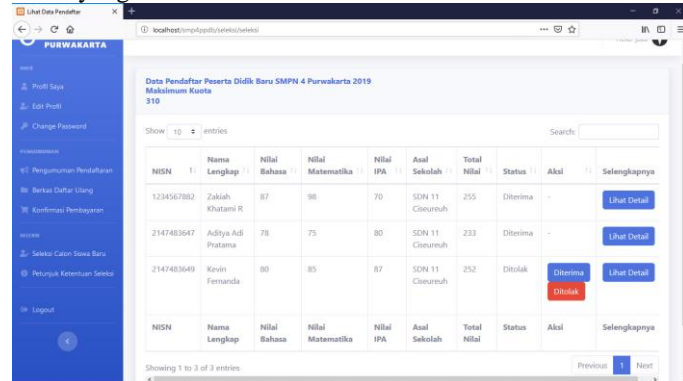 Lihat Data Pendaftar
localhost/smp4ppdb/seleksi/seleksi
PURWAKARTA
Profil Saya
Edit Profil
Change Password
Pengumuman Pendaftaran
Berkas Daftar Ulang
Konfirmasi Pembayaran
Seleksi Calon Siswa Baru
Petunjuk Ketentuan Seleksi
Logout
Data Pendaftar Peserta Didik Baru SMPN 4 Purwakarta 2019
Maksimum Kuota
310
Show 10 entries
Search:
NISN Nama Lengkap Nilai Bahasa Nilai Matematika Nilai IPA Asal Sekolah Total Nilai Status Aksi Selengkapnya
1234567882 Zakiah Khatami R 87 98 70 SDN 11 Ciseureuh 255 Diterima - Lihat Detail
2147483647 Aditya Adi Pratama 78 75 80 SDN 11 Ciseureuh 233 Diterima - Lihat Detail
2147483649 Kevin Fernanda 80 85 87 SDN 11 Ciseureuh 252 Ditolak Diterima Ditolak Lihat Detail
NISN Nama Lengkap Nilai Bahasa Nilai Matematika Nilai IPA Asal Sekolah Total Nilai Status Aksi Selengkapnya
Showing 1 to 3 of 3 entries
Previous 1 Next